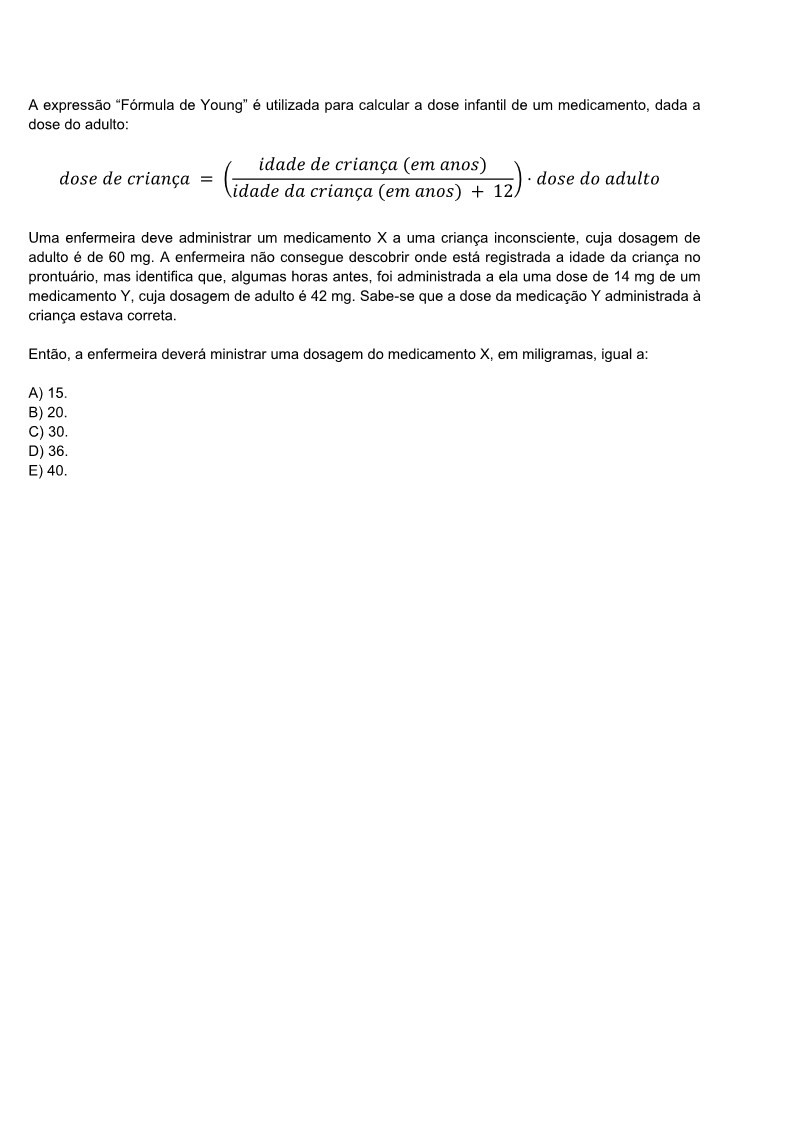 A expressão “Fórmula de Young” é utilizada para calcular a dose infantil de um medicamento, dada a
dose do adulto:
dose de criança = (idade de criança (em anos) / idade da criança (em anos) + 12) · dose do adulto
Uma enfermeira deve administrar um medicamento X a uma criança inconsciente, cuja dosagem de
adulto é de 60 mg. A enfermeira não consegue descobrir onde está registrada a idade da criança no
prontuário, mas identifica que, algumas horas antes, foi administrada a ela uma dose de 14 mg de um
medicamento Y, cuja dosagem de adulto é 42 mg. Sabe-se que a dose da medicação Y administrada à
criança estava correta.
Então, a enfermeira deverá ministrar uma dosagem do medicamento X, em miligramas, igual a:
A) 15.
B) 20.
C) 30.
D) 36.
E) 40.